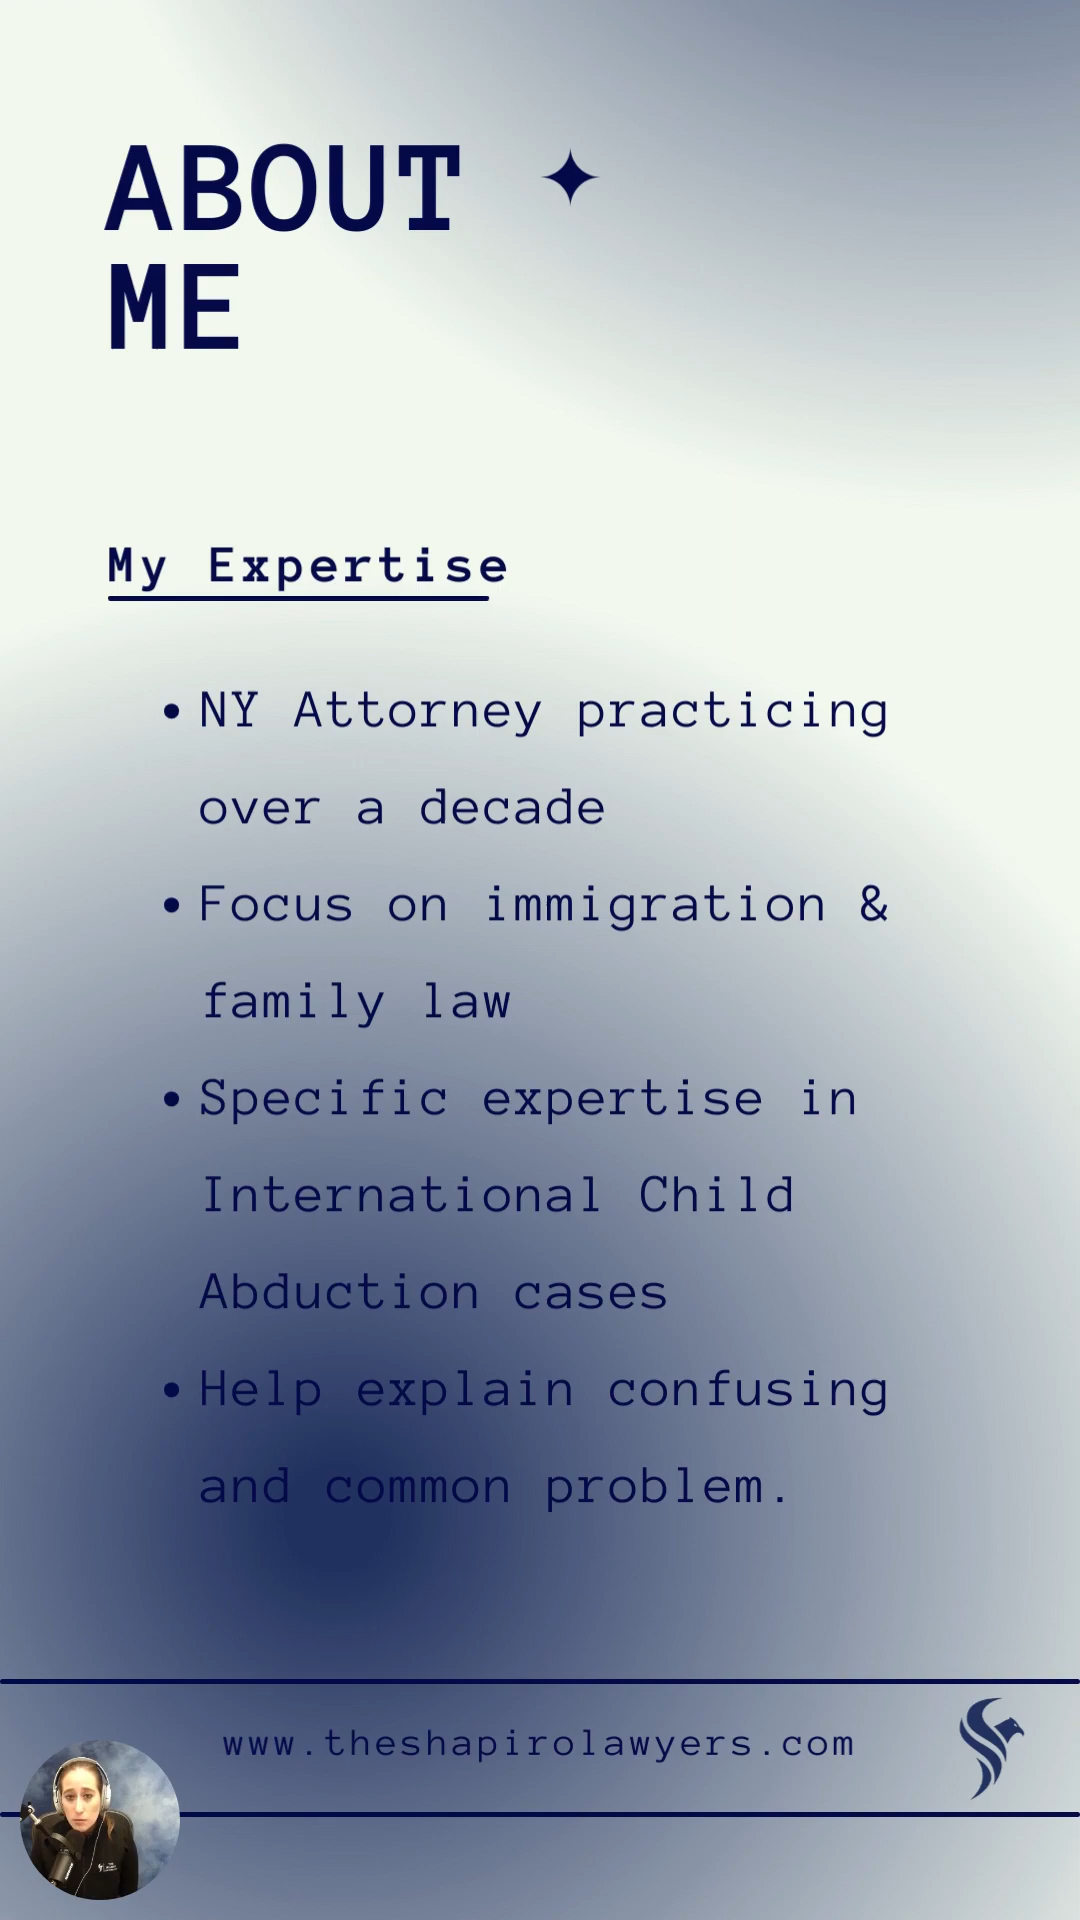 ABOUT
ME
My Expertise
• NY Attorney practicing
over a decade
• Focus on immigration &
family law
• Specific expertise in
International Child
Abduction cases
• Help explain confusing
and common problem.
www.theshapirolawyers.com